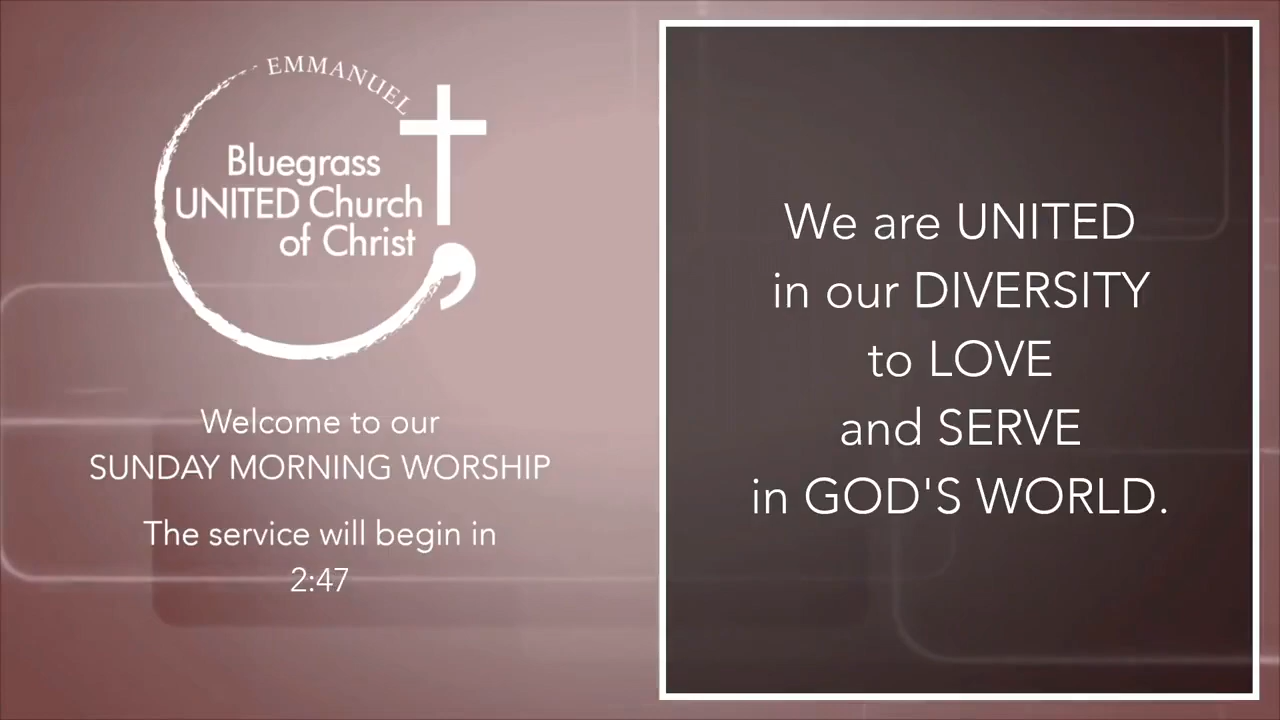 EMMANUEL
Bluegrass
UNITED Church
of Christ
Welcome to our
SUNDAY MORNING WORSHIP
The service will begin in
2:47
We are UNITED
in our DIVERSITY
to LOVE
and SERVE
in GOD'S WORLD.